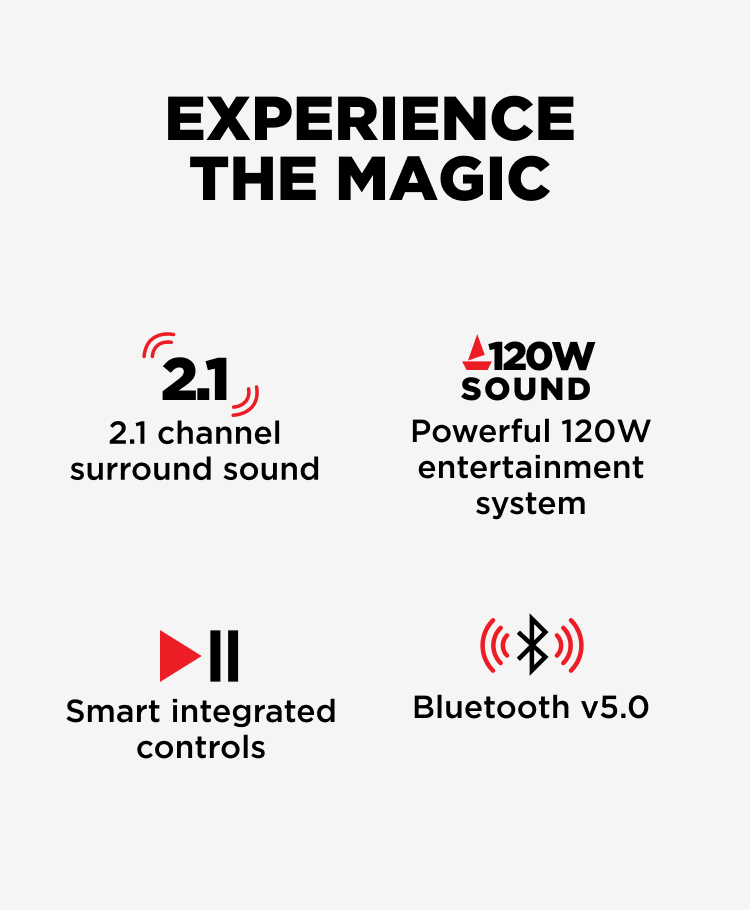 EXPERIENCE
THE MAGIC
2.1
2.1 channel
surround sound
120W
SOUND
Powerful 120W
entertainment
system
Smart integrated
controls
Bluetooth v5.0